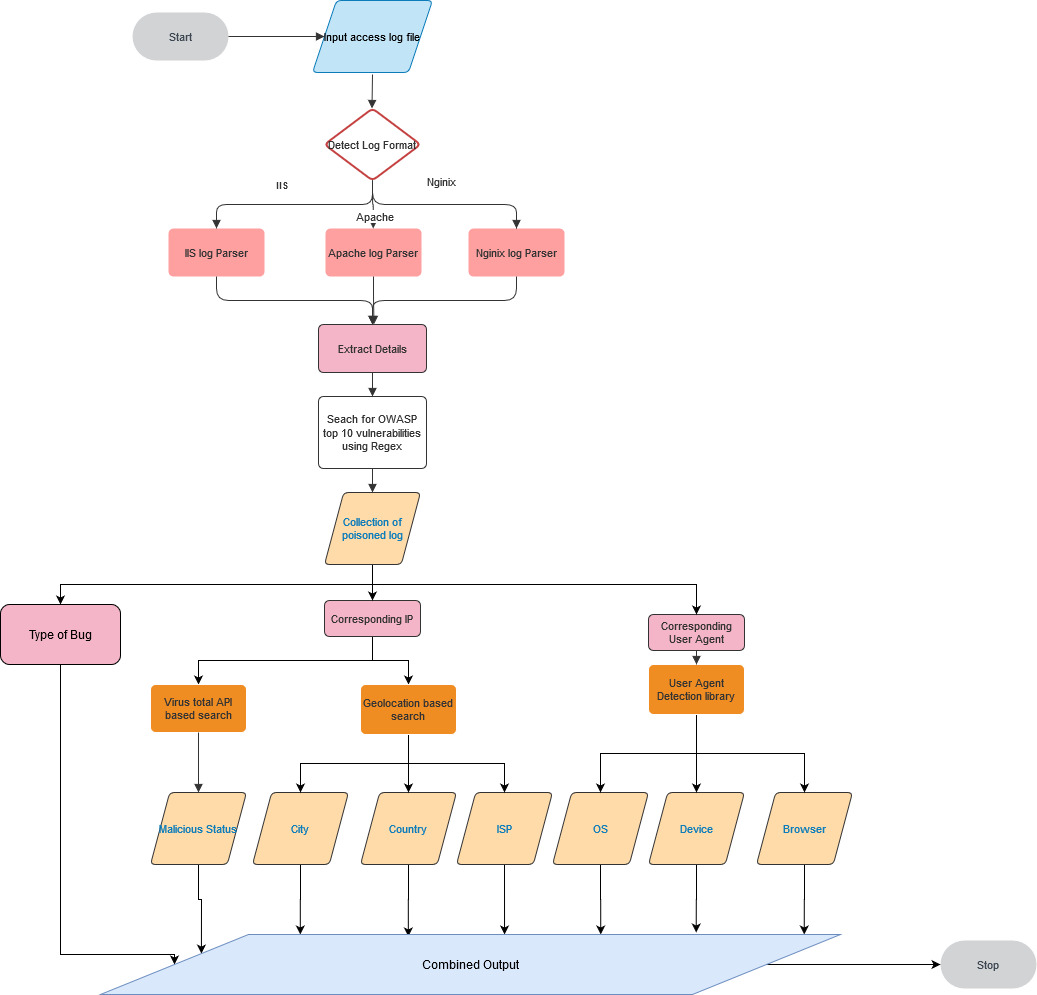 Start
Input access log file
Detect Log Format
IIS
Nginix
Apache
IIS log Parser
Apache log Parser
Nginix log Parser
Extract Details
Seach for OWASP
top 10 vulnerabilities
using Regex
Collection of
poisoned log
Type of Bug
Corresponding IP
Corresponding
User Agent
Virus total API
based search
Geolocation based
search
User Agent
Detection library
Malicious Status
City
Country
ISP
OS
Device
Browser
Combined Output
Stop